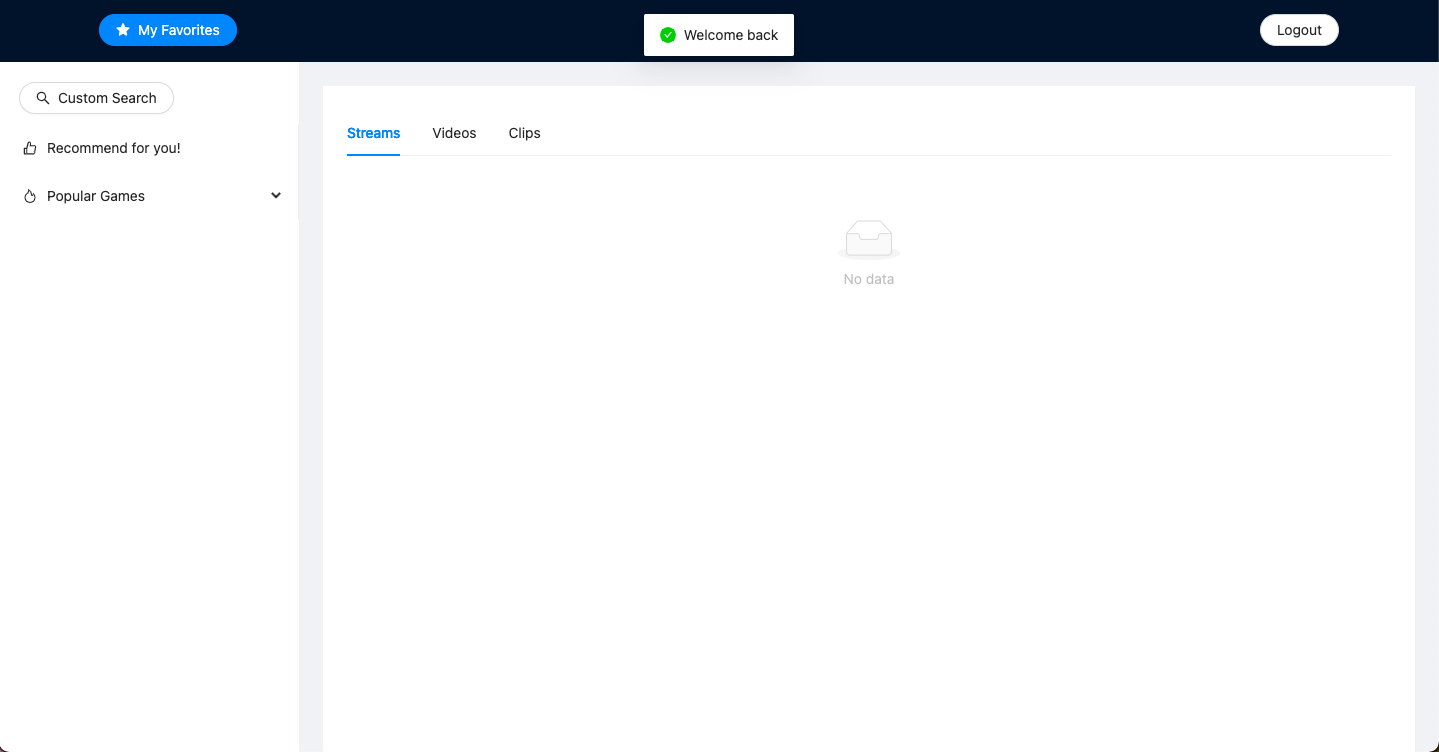 My Favorites
Welcome back
Logout
Custom Search
Recommend for you!
Popular Games
Streams
Videos
Clips
No data